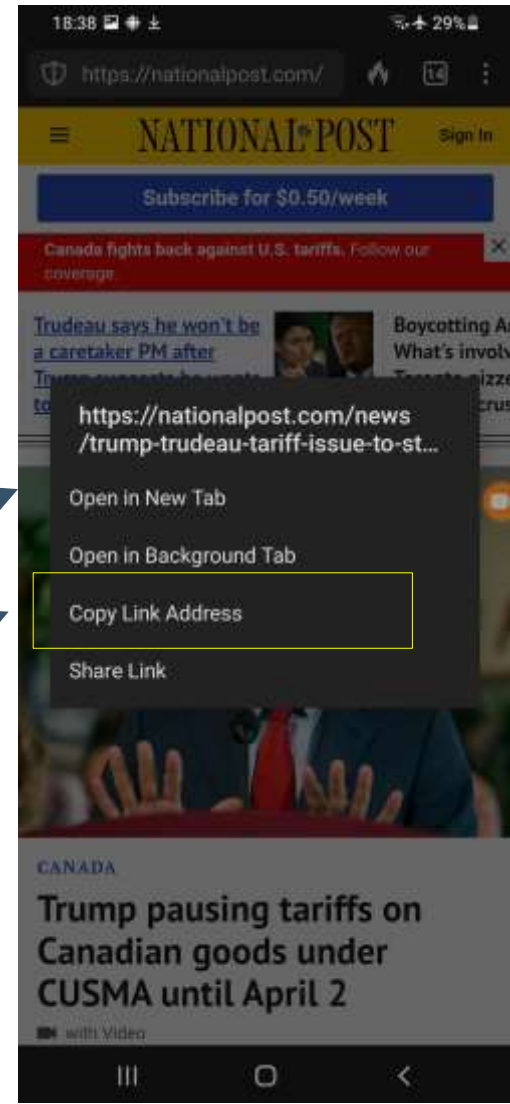 18:38 29%
https://nationalpost.com/ 14
NATIONAL POST Sign In
Subscribe for $0.50/week
Canada fights back against U.S. tariffs. Follow our
coverage.
Trudeau says he won't be
a caretaker PM after
to
Boycotting
What's
https://nationalpost.com/news
/trump-trudeau-tariff-issue-to-st...
Open in New Tab
Open in Background Tab
Copy Link Address
Share Link
CANADA
Trump pausing tariffs on
Canadian goods under
CUSMA until April 2
with Video